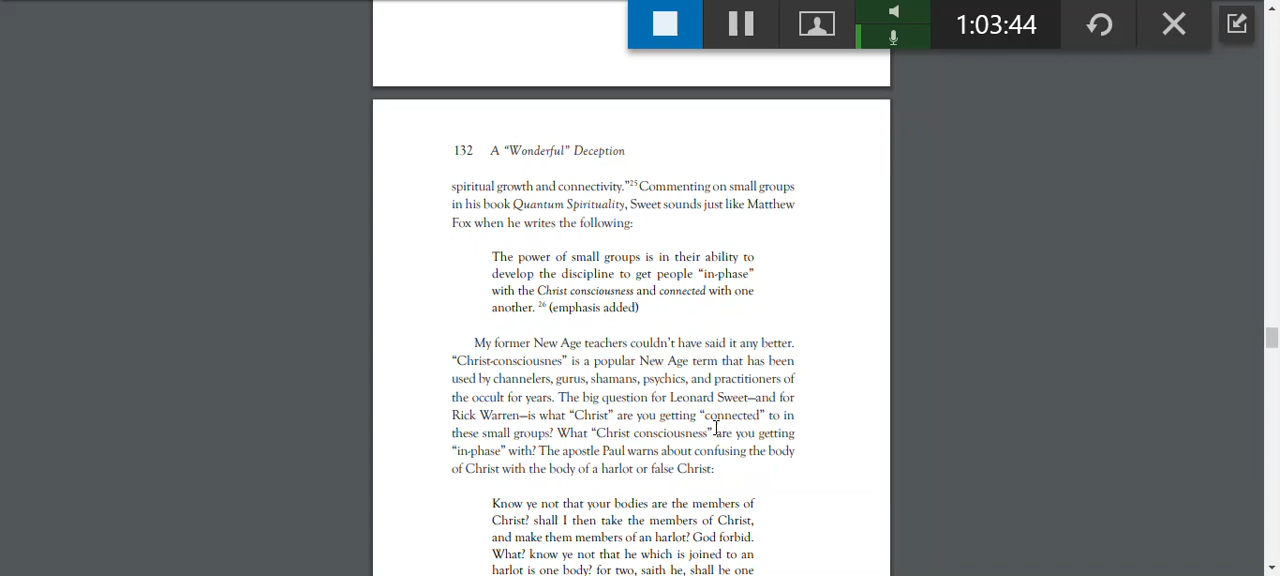 1:03:44
132 A “Wonderful” Deception
spiritual growth and connectivity.”25 Commenting on small groups
in his book Quantum Spirituality, Sweet sounds just like Matthew
Fox when he writes the following:
The power of small groups is in their ability to
develop the discipline to get people “in-phase”
with the Christ consciousness and connected with one
another. 26 (emphasis added)
My former New Age teachers couldn’t have said it any better.
“Christ-consciousnes” is a popular New Age term that has been
used by channelers, gurus, shamans, psychics, and practitioners of
the occult for years. The big question for Leonard Sweet—and for
Rick Warren—is what “Christ” are you getting “connected” to in
these small groups? What “Christ consciousness” are you getting
“in-phase” with? The apostle Paul warns about confusing the body
of Christ with the body of a harlot or false Christ:
Know ye not that your bodies are the members of
Christ? shall I then take the members of Christ,
and make them members of an harlot? God forbid.
What? know ye not that he which is joined to an
harlot is one body? for two, saith he, shall be one